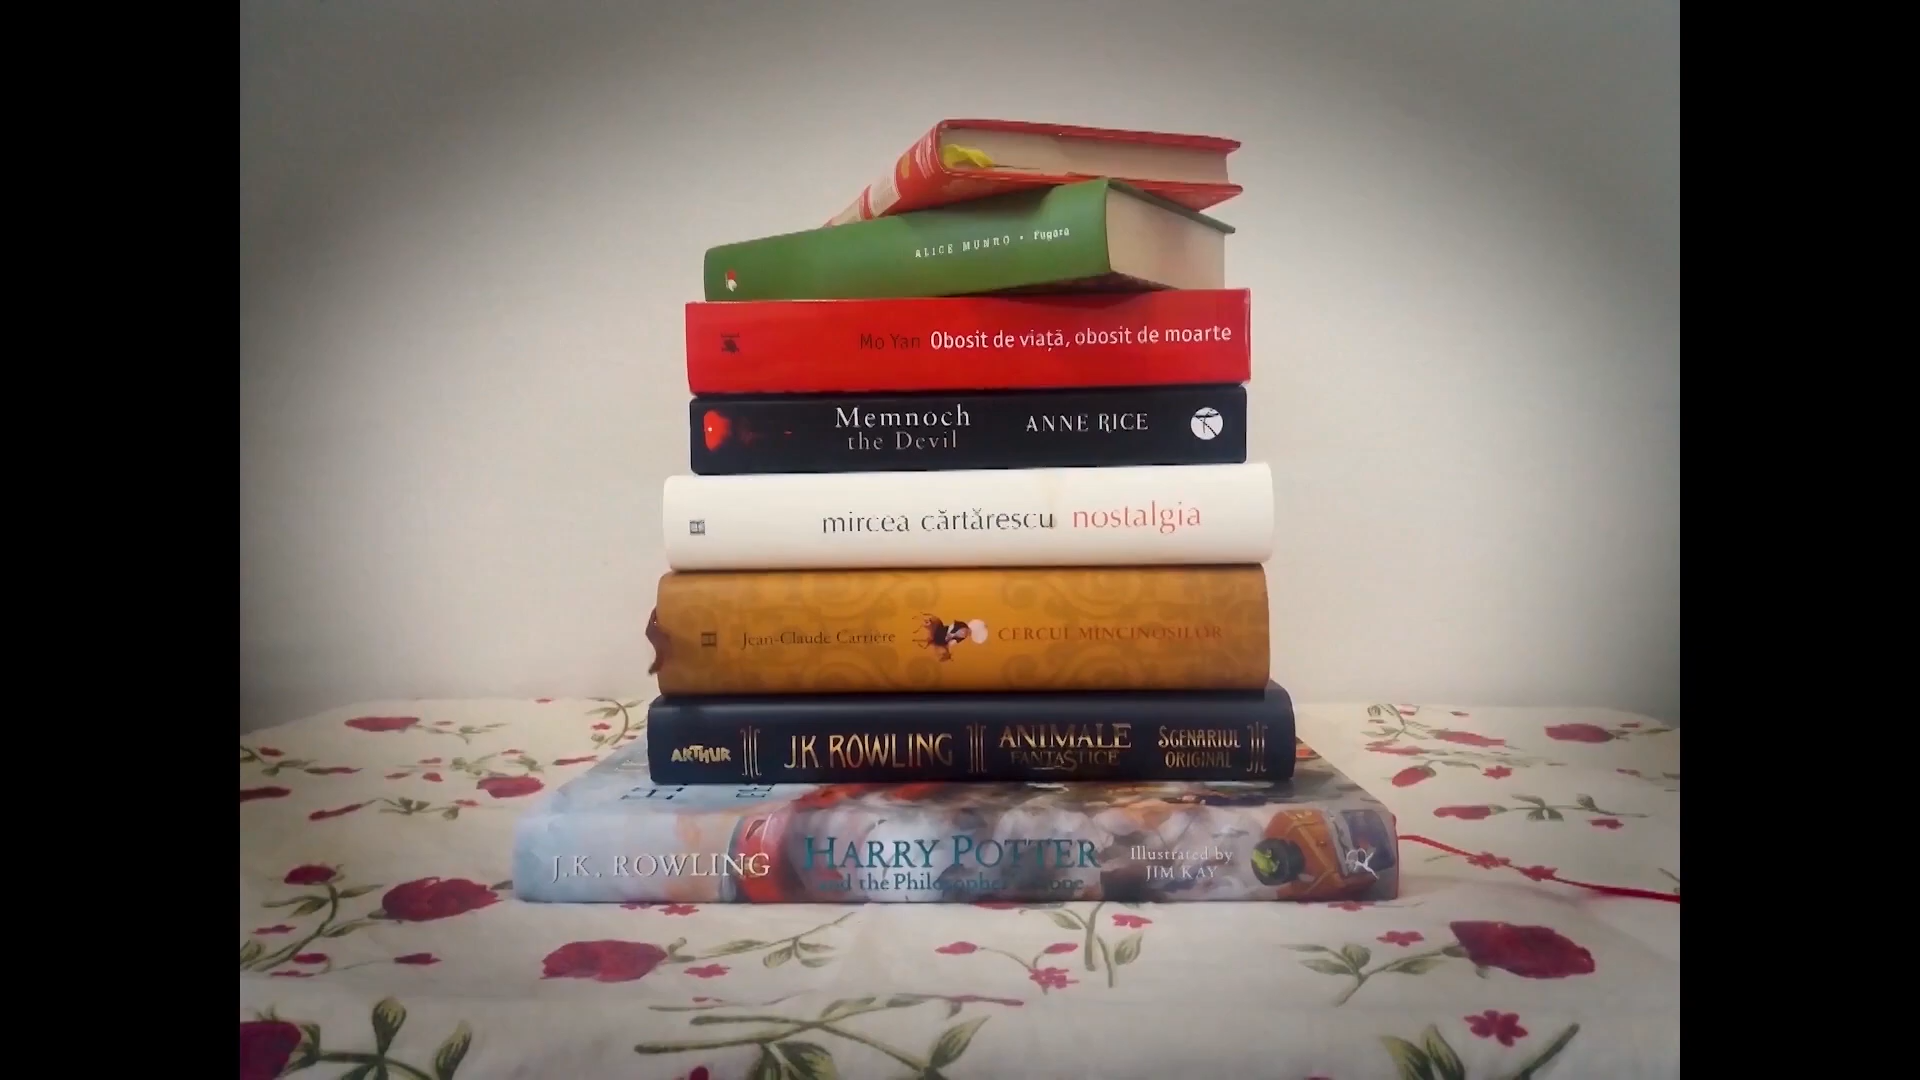 ALICE MUNRO • Fugara
Mo Yan Obosit de viață, obosit de moarte
Memnoch
the Devil
ANNE RICE
mircea cărtărescu nostalgia
Jean-Claude Carrière CERCUL MINCINOȘILOR
ARTHUR J.K. ROWLING ANIMALE
FANTASTICE
SCENARIUL
ORIGINAL
J.K. ROWLING
HARRY POTTER
and the Philosopher's Stone
Illustrated by
JIM KAY